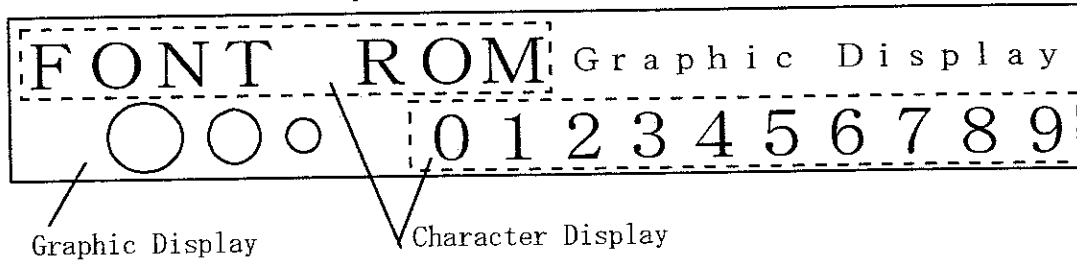 FONT ROM Graphic Display
0 1 2 3 4 5 6 7 8 9
Graphic Display Character Display